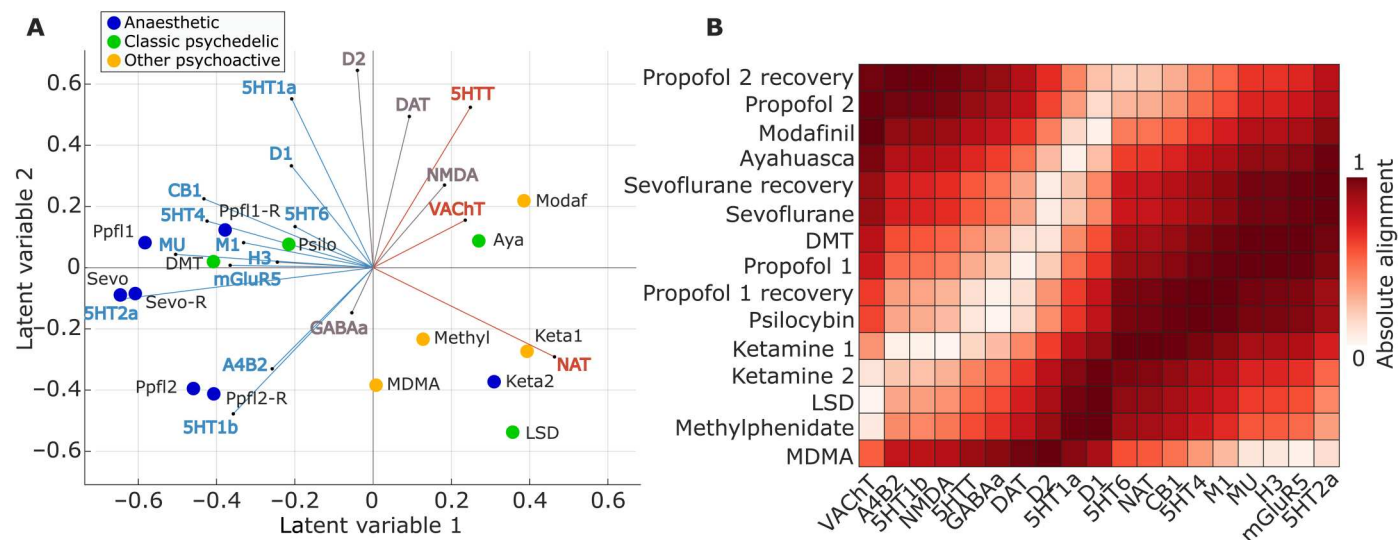 A
Anaesthetic
Classic psychedelic
Other psychoactive
B
D2
5HT1a
DAT
5HTT
D1
NMDA
CB1
Modaf
5HT4
Ppfl1-R
5HT6
VAChT
Ppfl1
MU
M1
Psilo
Aya
DMT
H3
mGluR5
Sevo
Sevo-R
5HT2a
GABAa
Methyl
Keta1
NAT
A4B2
Keta2
Ppfl2
Ppfl2-R
MDMA
5HT1b
LSD
0.6
0.4
0.2
0
−0.2
−0.4
−0.6
Latent variable 2
−0.6
−0.4
−0.2
0
0.2
0.4
0.6
Latent variable 1
Propofol 2 recovery
Propofol 2
Modafinil
Ayahuasca
Sevoflurane recovery
Sevoflurane
DMT
Propofol 1
Propofol 1 recovery
Psilocybin
Ketamine 1
Ketamine 2
LSD
Methylphenidate
MDMA
VAChT
A4B2
5HT1b
NMDA
5HTT
GABAa
DAT
D2
5HT1a
D1
5HT6
NAT
CB1
5HT4
M1
MU
H3
mGluR5
5HT2a
1
0
Absolute alignment